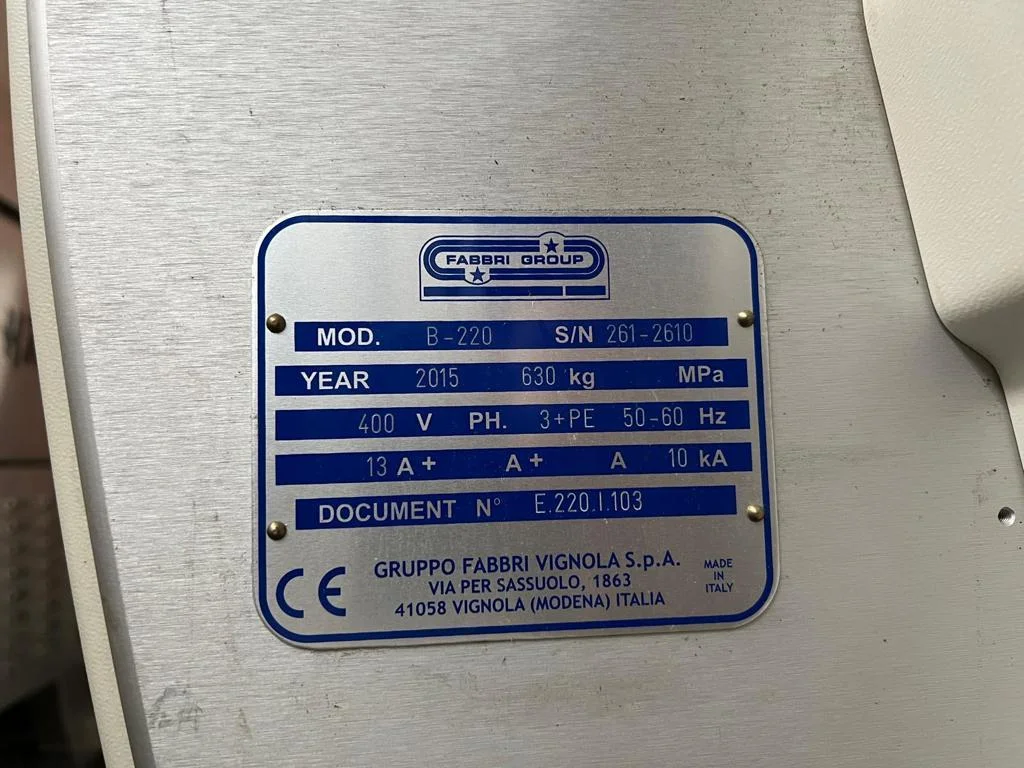 FABBRI GROUP
MOD. B-220 S/N 261-2610
YEAR 2015 630 kg MPa
400 V PH. 3+PE 50-60 Hz
13 A+ A+ A 10 kA
DOCUMENT N° E.220.I.103
CE
GRUPPO FABBRI VIGNOLA S.p.A.
VIA PER SASSUOLO, 1863
41058 VIGNOLA (MODENA) ITALIA
MADE
IN
ITALY